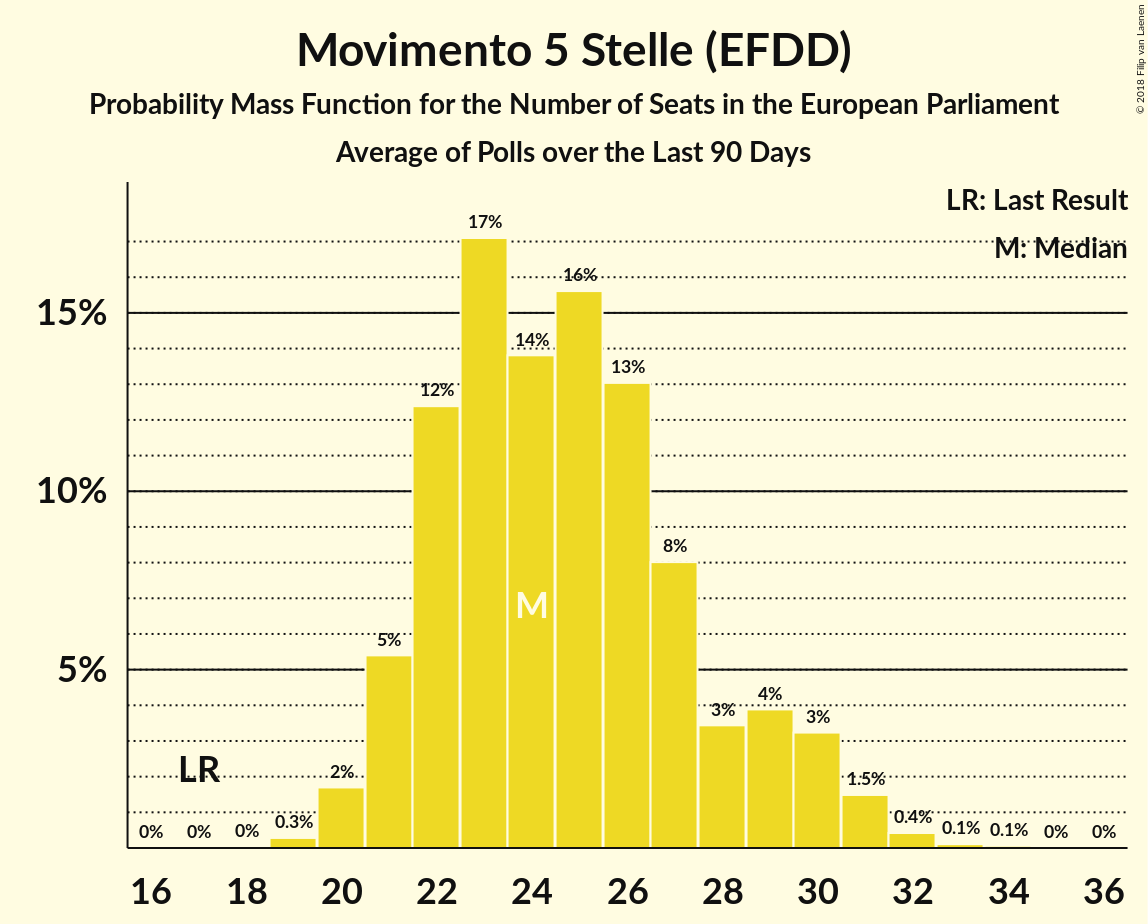 Movimento 5 Stelle (EFDD)
Probability Mass Function for the Number of Seats in the European Parliament
Average of Polls over the Last 90 Days
© 2018 Filip van Laenen
LR: Last Result
M: Median
15%
10%
5%
0%
0%
0%
0.3%
2%
5%
12%
17%
14%
16%
13%
8%
3%
4%
3%
1.5%
0.4%
0.1%
0.1%
0%
0%
LR
M
16 18 20 22 24 26 28 30 32 34 36